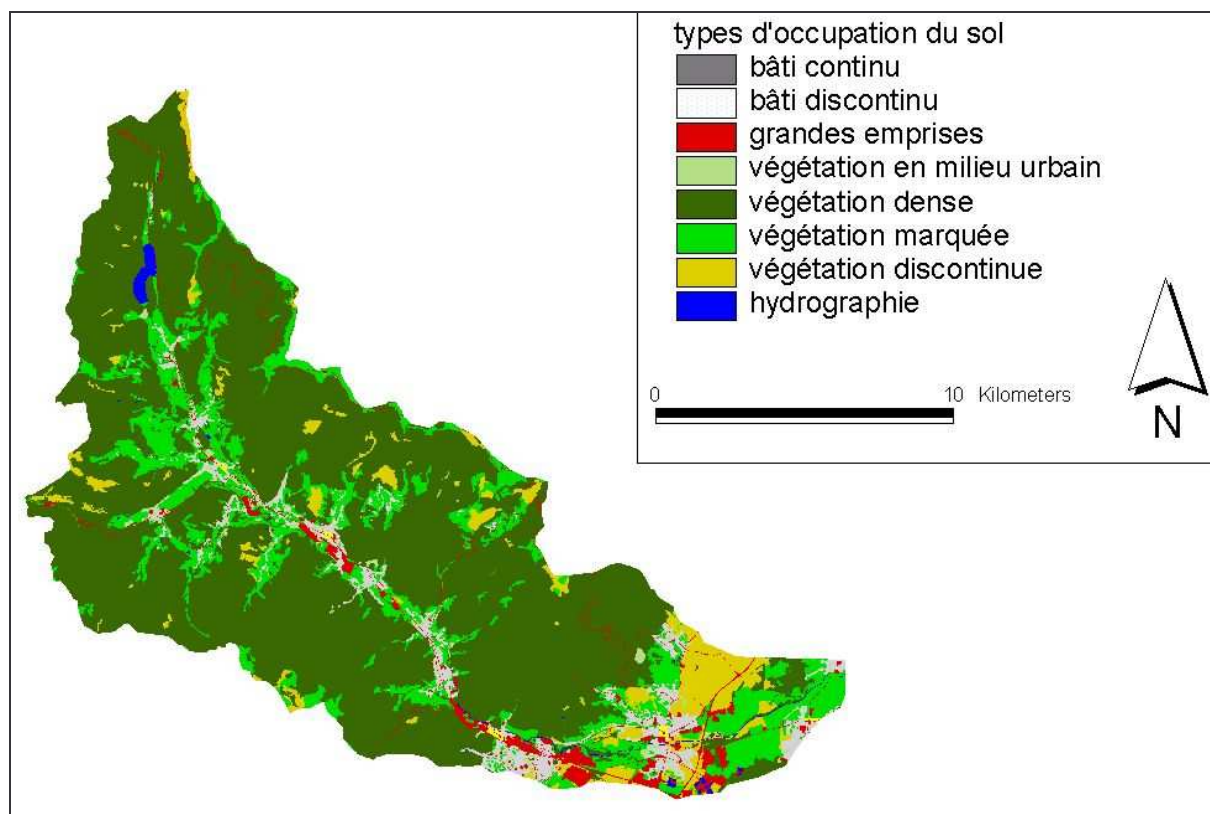 types d'occupation du sol
bâti continu
bâti discontinu
grandes emprises
végétation en milieu urbain
végétation dense
végétation marquée
végétation discontinue
hydrographie
0 10 Kilometers
N